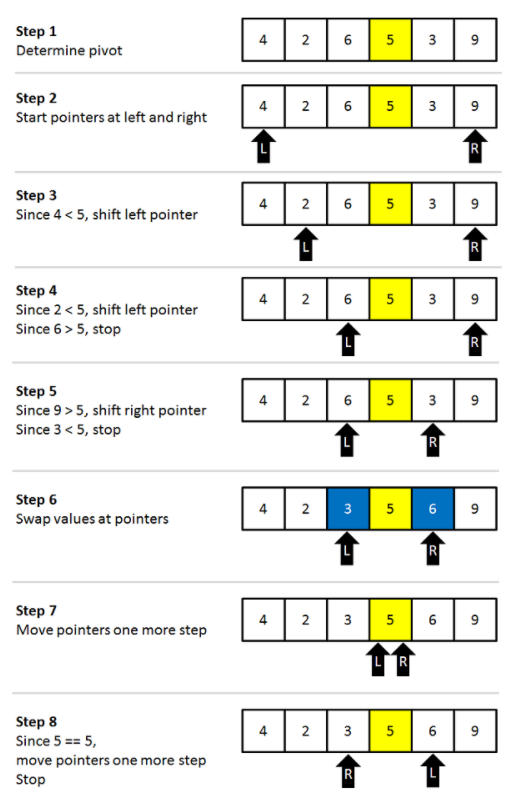 Step 1
Determine pivot
4 2 6 5 3 9
Step 2
Start pointers at left and right
4 2 6 5 3 9
L R
Step 3
Since 4 < 5, shift left pointer
4 2 6 5 3 9
L R
Step 4
Since 2 < 5, shift left pointer
Since 6 > 5, stop
4 2 6 5 3 9
L R
Step 5
Since 9 > 5, shift right pointer
Since 3 < 5, stop
4 2 6 5 3 9
L R
Step 6
Swap values at pointers
4 2 3 5 6 9
L R
Step 7
Move pointers one more step
4 2 3 5 6 9
L R
Step 8
Since 5 == 5,
move pointers one more step
Stop
4 2 3 5 6 9
R L